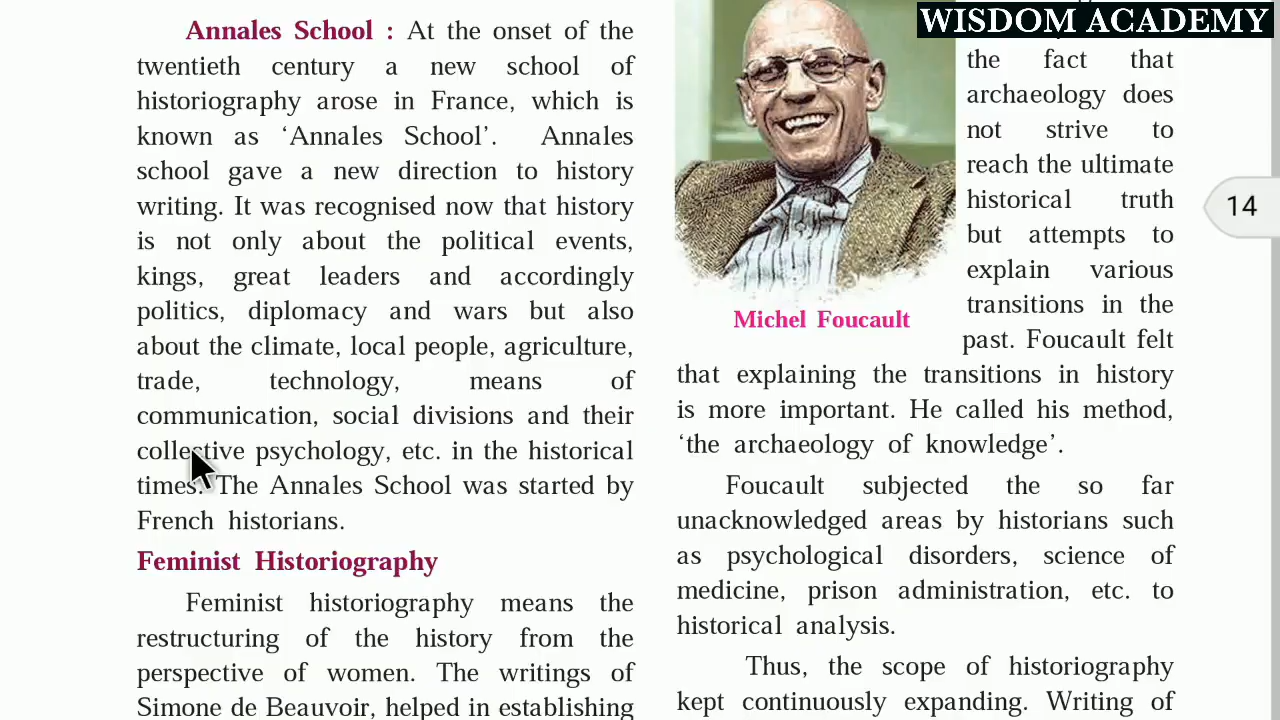 WISDOM ACADEMY
Annales School : At the onset of the
twentieth century a new school of
historiography arose in France, which is
known as ‘Annales School’. Annales
school gave a new direction to history
writing. It was recognised now that history
is not only about the political events,
kings, great leaders and accordingly
politics, diplomacy and wars but also
about the climate, local people, agriculture,
trade, technology, means of
communication, social divisions and their
collective psychology, etc. in the historical
times. The Annales School was started by
French historians.
Feminist Historiography
Feminist historiography means the
restructuring of the history from the
perspective of women. The writings of
Simone de Beauvoir, helped in establishing
Michel Foucault
the fact that
archaeology does
not strive to
reach the ultimate
historical truth
but attempts to
explain various
transitions in the
past. Foucault felt
that explaining the transitions in history
is more important. He called his method,
‘the archaeology of knowledge’.
Foucault subjected the so far
unacknowledged areas by historians such
as psychological disorders, science of
medicine, prison administration, etc. to
historical analysis.
Thus, the scope of historiography
kept continuously expanding. Writing of
14